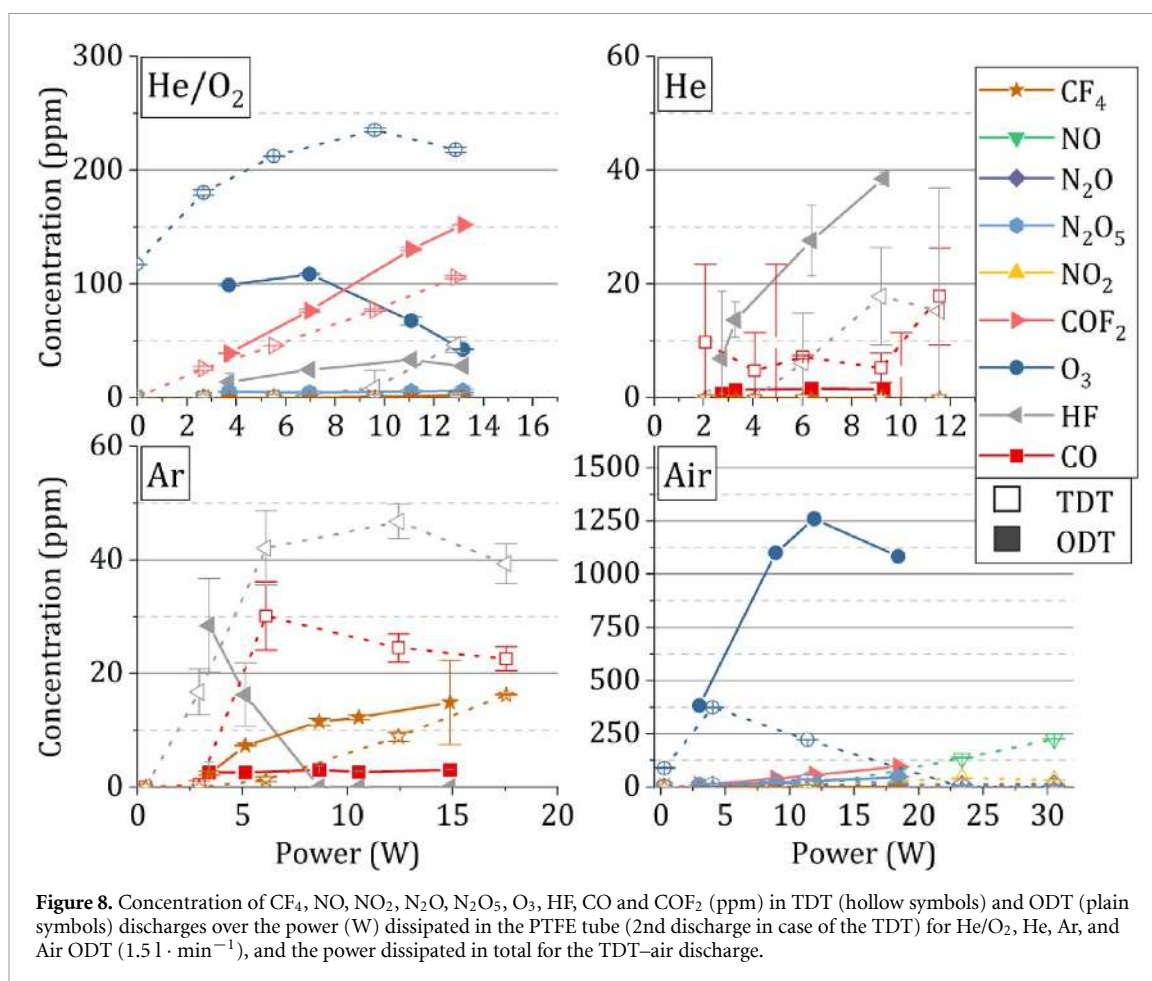 He/O₂
He
Ar
Air
Concentration (ppm)
300
200
100
0
0 2 4 6 8 10 12 14 16
60
40
20
0
2 4 6 8 10 12
CF₄
NO
N₂O
N₂O₅
NO₂
COF₂
O₃
HF
CO
TDT
ODT
Concentration (ppm)
60
40
20
0
5 10 15 20
Power (W)
1500
1250
1000
750
500
250
0
0 5 10 15 20 25 30
Power (W)
Figure 8. Concentration of CF₄, NO, NO₂, N₂O, N₂O₅, O₃, HF, CO and COF₂ (ppm) in TDT (hollow symbols) and ODT (plain
symbols) discharges over the power (W) dissipated in the PTFE tube (2nd discharge in case of the TDT) for He/O₂, He, Ar, and
Air ODT (1.5 l · min⁻¹), and the power dissipated in total for the TDT–air discharge.